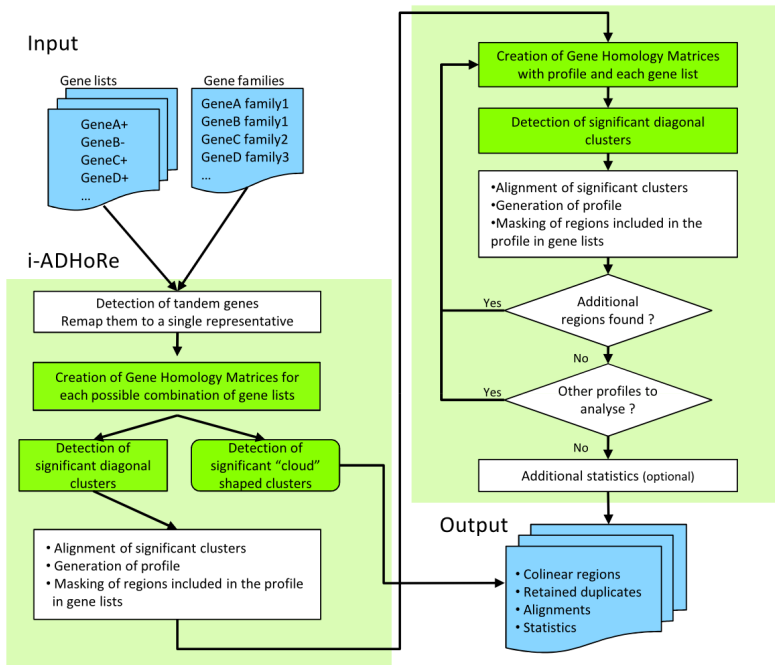 Input
Gene lists
GeneA+
GeneB-
GeneC+
GeneD+
...
Gene families
GeneA family1
GeneB family1
GeneC family2
GeneD family3
...
i-ADHoRe
Detection of tandem genes
Remap them to a single representative
Creation of Gene Homology Matrices for
each possible combination of gene lists
Detection of
significant diagonal
clusters
Detection of
significant “cloud”
shaped clusters
• Alignment of significant clusters
• Generation of profile
• Masking of regions included in the profile
in gene lists
Creation of Gene Homology Matrices
with profile and each gene list
Detection of significant diagonal
clusters
•Alignment of significant clusters
•Generation of profile
•Masking of regions included in the
profile in gene lists
Additional
regions found ?
Yes
No
Other profiles to
analyse ?
Yes
No
Additional statistics (optional)
Output
• Colinear regions
• Retained duplicates
• Alignments
• Statistics